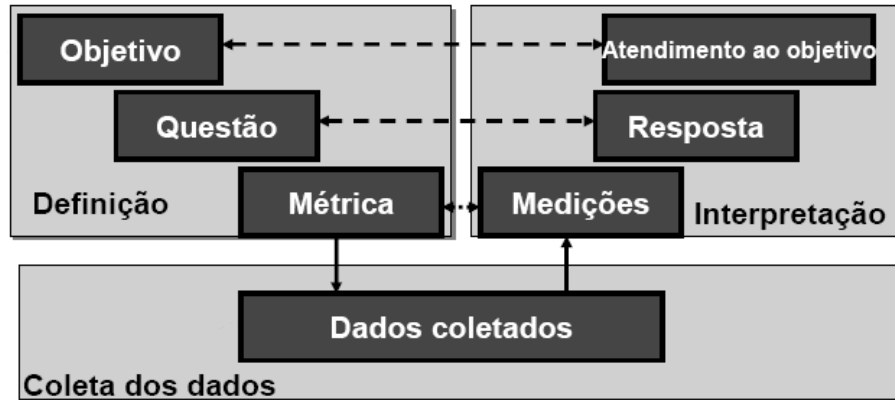 Objetivo
Atendimento ao objetivo
Questão
Resposta
Definição
Métrica
Medições
Interpretação
Dados coletados
Coleta dos dados